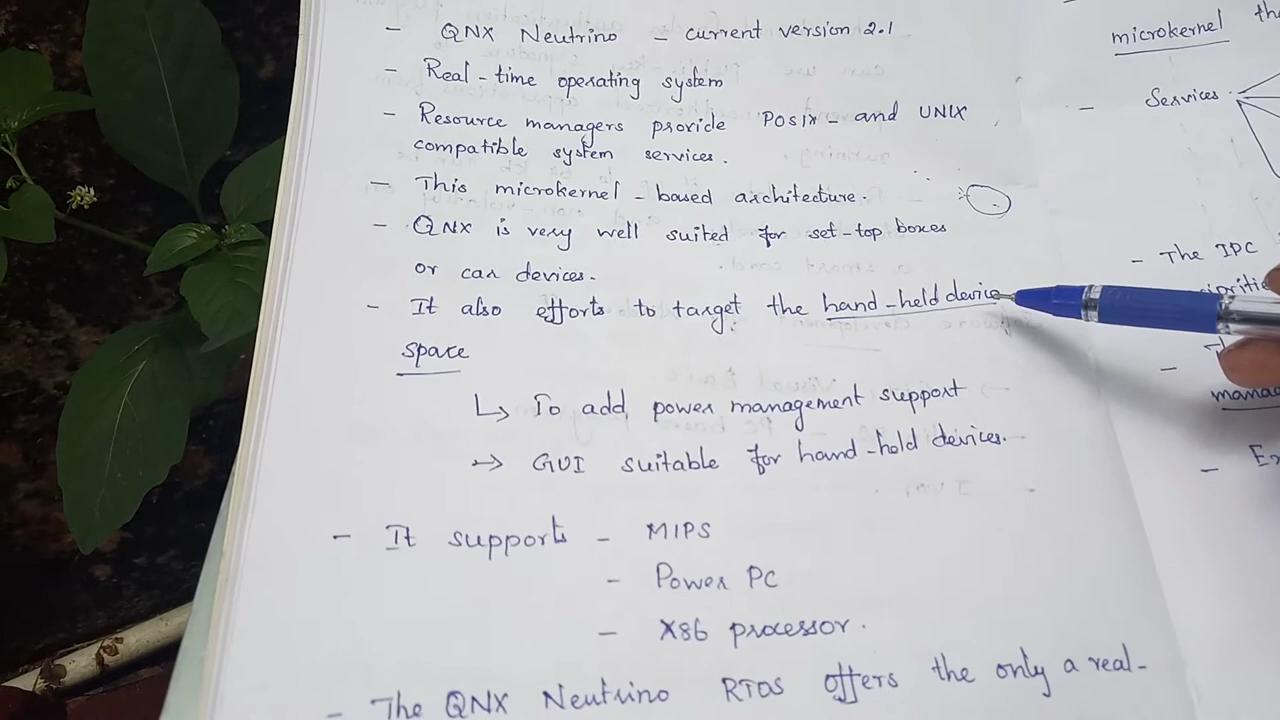 - QNX Neutrino - current version 2.1
- Real-time operating system
- Resource managers provide POSIX- and UNIX
compatible system services.
- This microkernel-based architecture.
- QNX is very well suited for set-top boxes
or car devices.
- It also efforts to target the hand-held device
space
↳ To add power management support
→ GUI suitable for hand-held devices.
- It supports - MIPS
- Power PC
- X86 processor.
- The QNX Neutrino RTOS offers the only a real-
microkernel
- Services
- The IPC